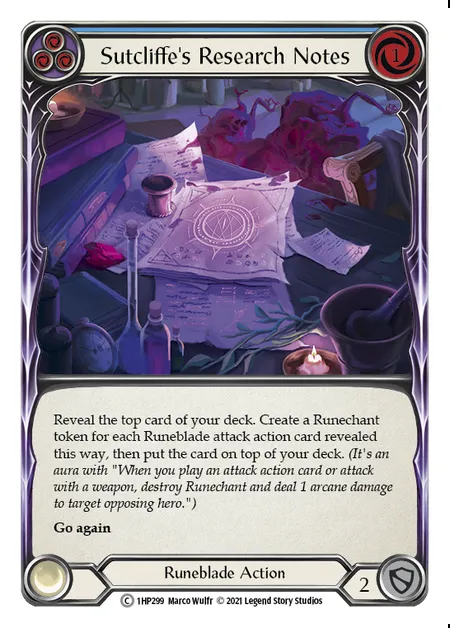 Sutcliffe's Research Notes
1
Reveal the top card of your deck. Create a Runechant
token for each Runeblade attack action card revealed
this way, then put the card on top of your deck. (It's an
aura with "When you play an attack action card or attack
with a weapon, destroy Runechant and deal 1 arcane damage
to target opposing hero.")
Go again
Runeblade Action
2
C 1HP299 Marco Wulfr © 2021 Legend Story Studios